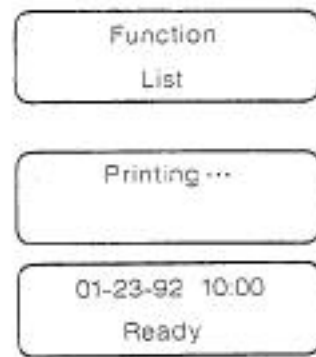 Function
List
Printing ···
01-23-92 10:00
Ready